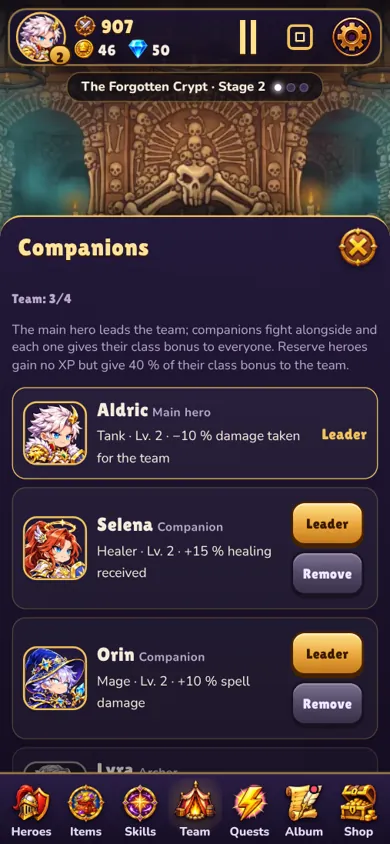 907
2
46
50
The Forgotten Crypt · Stage 2
Companions
Team: 3/4
The main hero leads the team; companions fight alongside and
each one gives their class bonus to everyone. Reserve heroes
gain no XP but give 40 % of their class bonus to the team.
Aldric Main hero
Tank · Lv. 2 · −10 % damage taken
for the team
Leader
Selena Companion
Healer · Lv. 2 · +15 % healing
received
Leader
Remove
Orin Companion
Mage · Lv. 2 · +10 % spell
damage
Leader
Remove
Lyra Archer
Heroes
Items
Skills
Team
Quests
Album
Shop